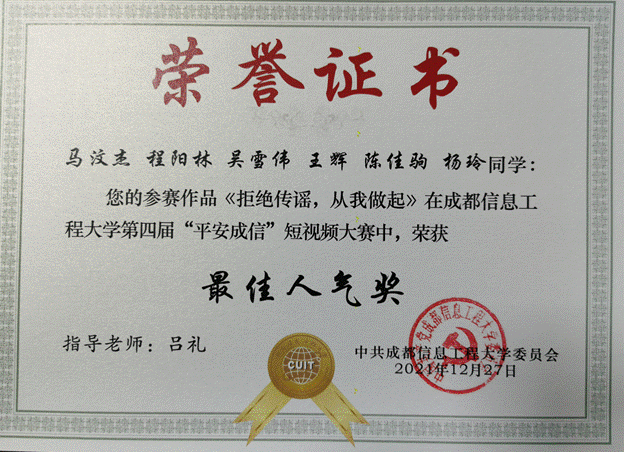 荣誉证书
马汶杰 程阳林 吴雪伟 王辉 陈佳驹 杨玲同学：
您的参赛作品《拒绝传谣，从我做起》在成都信息工
程大学第四届“平安成信”短视频大赛中，荣获
最佳人气奖
指导老师：吕礼
CUIT
中共成都信息工程大学委员会
2021年12月27日